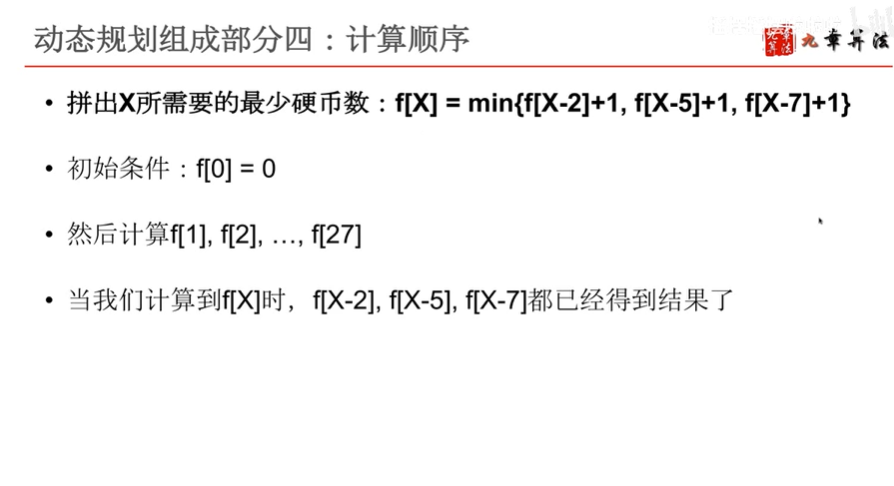 动态规划组成部分四：计算顺序
九章算法
• 拼出X所需要的最少硬币数：f[X] = min{f[X-2]+1, f[X-5]+1, f[X-7]+1}
• 初始条件：f[0] = 0
• 然后计算f[1], f[2], …, f[27]
• 当我们计算到f[X]时，f[X-2], f[X-5], f[X-7]都已经得到结果了